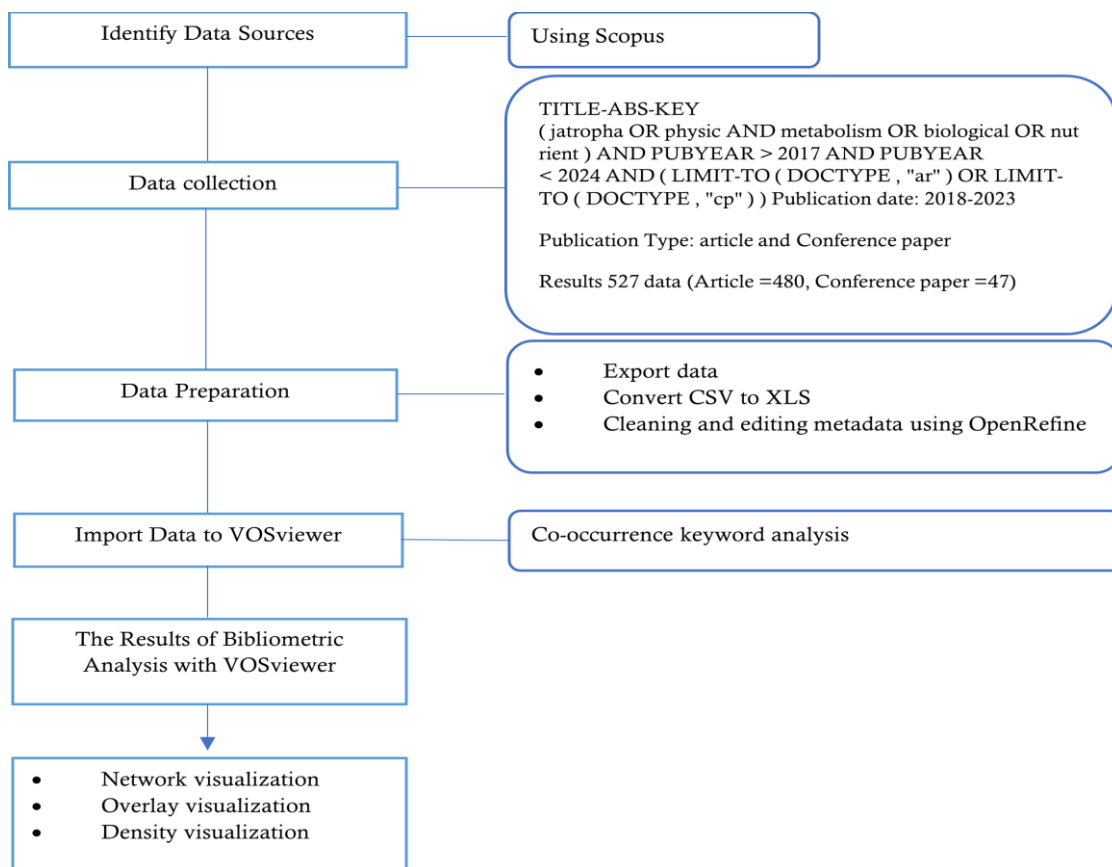 Identify Data Sources
Using Scopus
Data collection
TITLE-ABS-KEY
( jatropha OR physic AND metabolism OR biological OR nut
rient ) AND PUBYEAR > 2017 AND PUBYEAR
< 2024 AND ( LIMIT-TO ( DOCTYPE , "ar" ) OR LIMIT-
TO ( DOCTYPE , "cp" ) ) Publication date: 2018-2023
Publication Type: article and Conference paper
Results 527 data (Article =480, Conference paper =47)
Data Preparation
• Export data
• Convert CSV to XLS
• Cleaning and editing metadata using OpenRefine
Import Data to VOSviewer
Co-occurrence keyword analysis
The Results of Bibliometric
Analysis with VOSviewer
• Network visualization
• Overlay visualization
• Density visualization